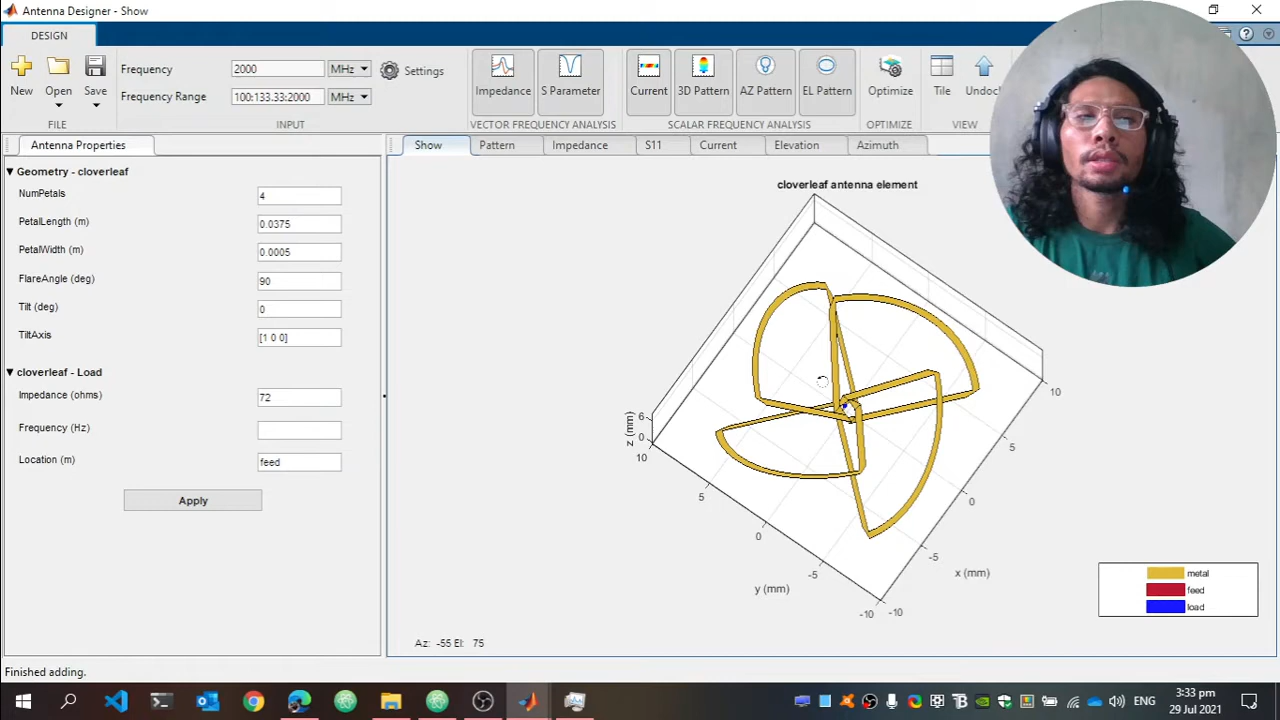 Antenna Designer - Show
DESIGN
New
Open
Save
FILE
Frequency
2000
MHz
Frequency Range
100:133.33:2000
MHz
Settings
INPUT
Impedance
S Parameter
VECTOR FREQUENCY ANALYSIS
Current
3D Pattern
AZ Pattern
EL Pattern
SCALAR FREQUENCY ANALYSIS
Optimize
OPTIMIZE
Tile
Undoc
VIEW
Antenna Properties
Show
Pattern
Impedance
S11
Current
Elevation
Azimuth
Geometry - cloverleaf
NumPetals
4
PetalLength (m)
0.0375
PetalWidth (m)
0.0005
FlareAngle (deg)
90
Tilt (deg)
0
TiltAxis
[1 0 0]
cloverleaf - Load
Impedance (ohms)
72
Frequency (Hz)
Location (m)
feed
Apply
cloverleaf antenna element
z (mm)
6
0
10
5
0
-5
-10
y (mm)
10
5
0
-5
-10
x (mm)
metal
feed
load
Az: -55 El: 75
Finished adding.
ENG
3:33 pm
29 Jul 2021